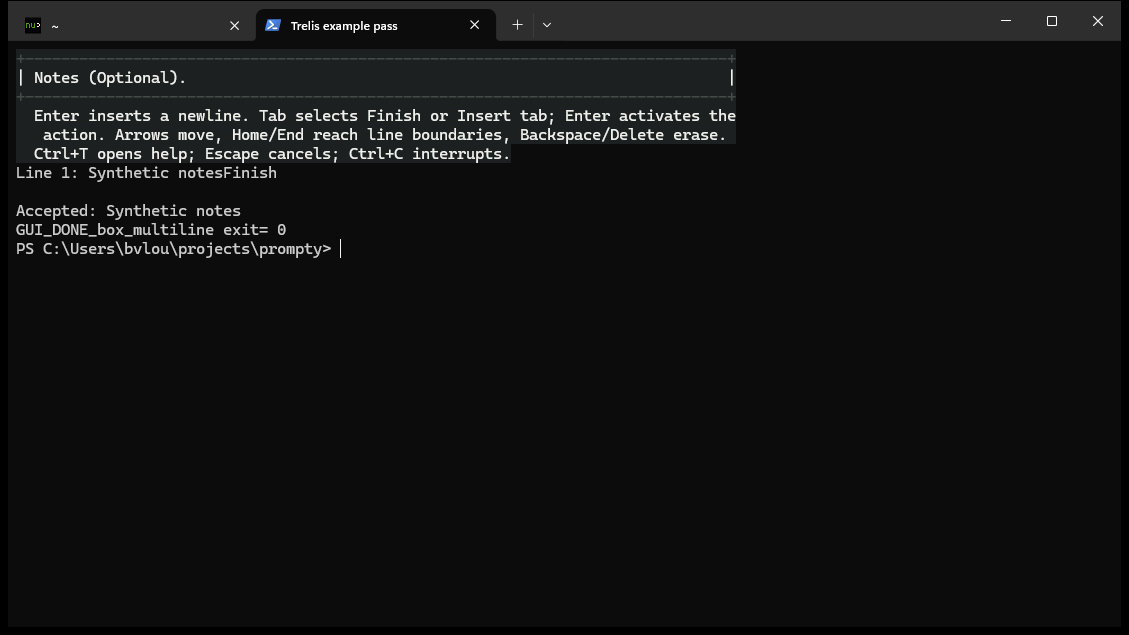 nu> ~
Trelis example pass
+-------------------------------------------------------------------------------+
| Notes (Optional). |
+-------------------------------------------------------------------------------+
Enter inserts a newline. Tab selects Finish or Insert tab; Enter activates the
action. Arrows move, Home/End reach line boundaries, Backspace/Delete erase.
Ctrl+T opens help; Escape cancels; Ctrl+C interrupts.
Line 1: Synthetic notesFinish
Accepted: Synthetic notes
GUI_DONE_box_multiline exit= 0
PS C:\Users\bvlou\projects\prompty>